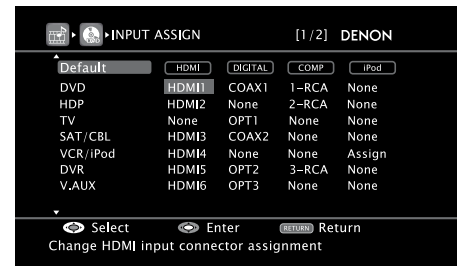 INPUT ASSIGN [1/2] DENON
Default HDMI DIGITAL COMP iPod
DVD HDMI1 COAX1 1-RCA None
HDP HDMI2 None 2-RCA None
TV None OPT1 None None
SAT/CBL HDMI3 COAX2 None None
VCR/iPod HDMI4 None None Assign
DVR HDMI5 OPT2 3-RCA None
V.AUX HDMI6 OPT3 None None
Select Enter RETURN Return
Change HDMI input connector assignment